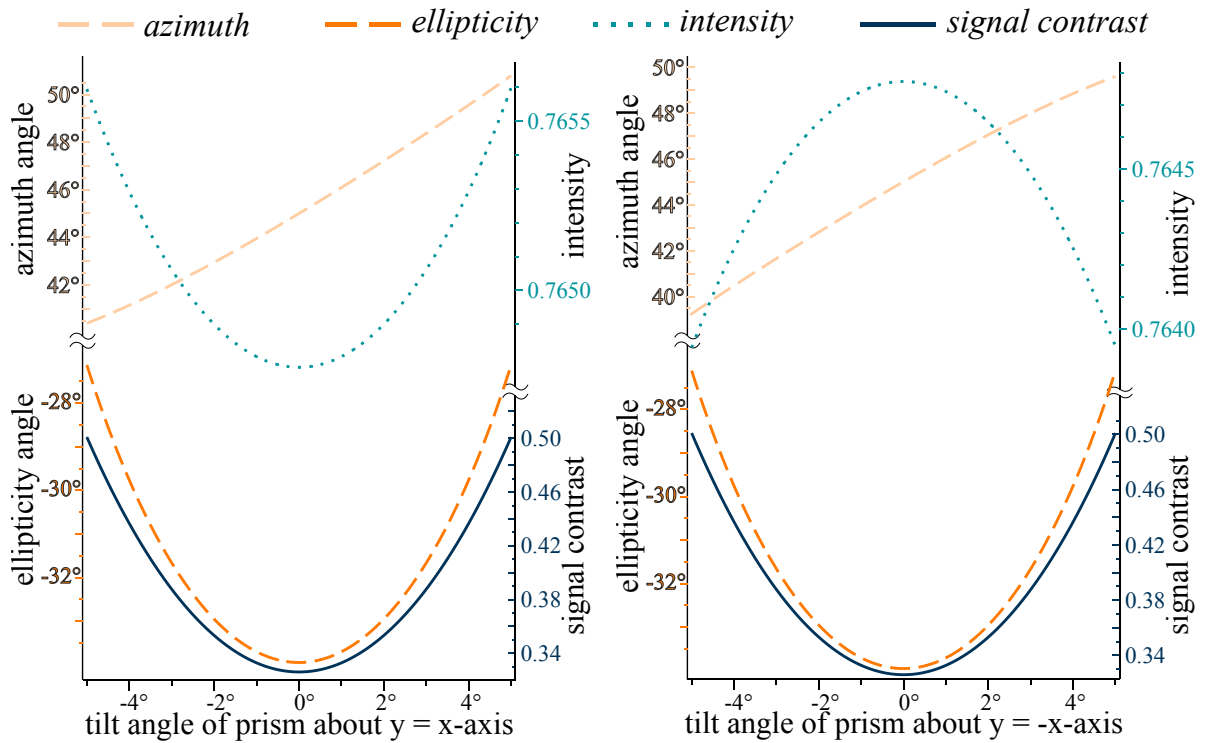 azimuth ellipticity intensity signal contrast
azimuth angle
50°
48°
46°
44°
42°
intensity
0.7655
0.7650
ellipticity angle
-28°
-30°
-32°
signal contrast
0.50
0.46
0.42
0.38
0.34
-4° -2° 0° 2° 4°
tilt angle of prism about y = x-axis
azimuth angle
50°
48°
46°
44°
42°
40°
intensity
0.7645
0.7640
ellipticity angle
-28°
-30°
-32°
signal contrast
0.50
0.46
0.42
0.38
0.34
-4° -2° 0° 2° 4°
tilt angle of prism about y = -x-axis